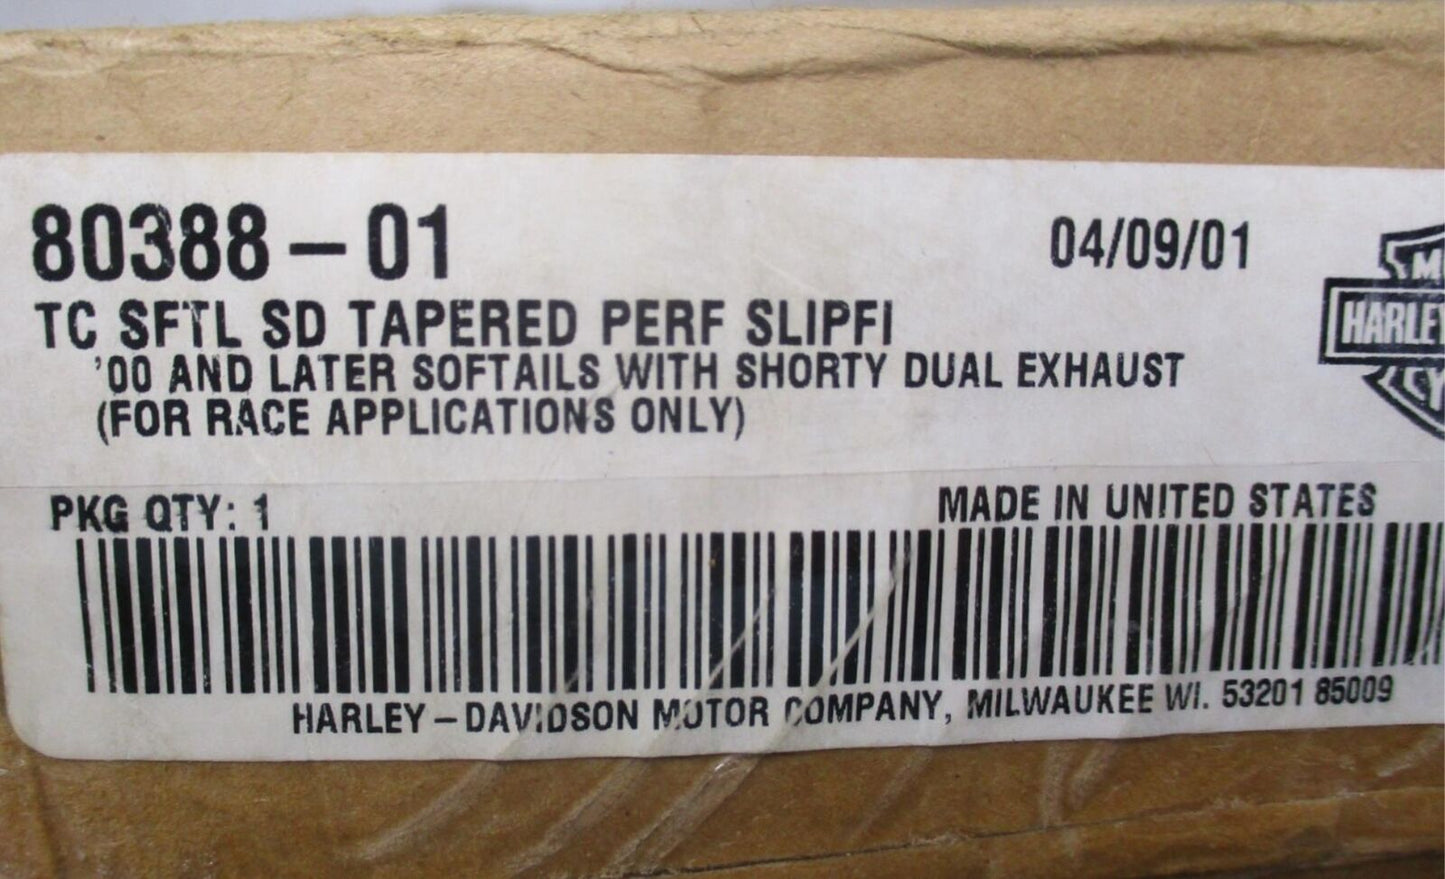 80388-01 04/09/01
TC SFTL SD TAPERED PERF SLIPFI
'00 AND LATER SOFTAILS WITH SHORTY DUAL EXHAUST
(FOR RACE APPLICATIONS ONLY)
HARLEY
PKG QTY: 1 MADE IN UNITED STATES
HARLEY-DAVIDSON MOTOR COMPANY, MILWAUKEE WI. 53201 85009